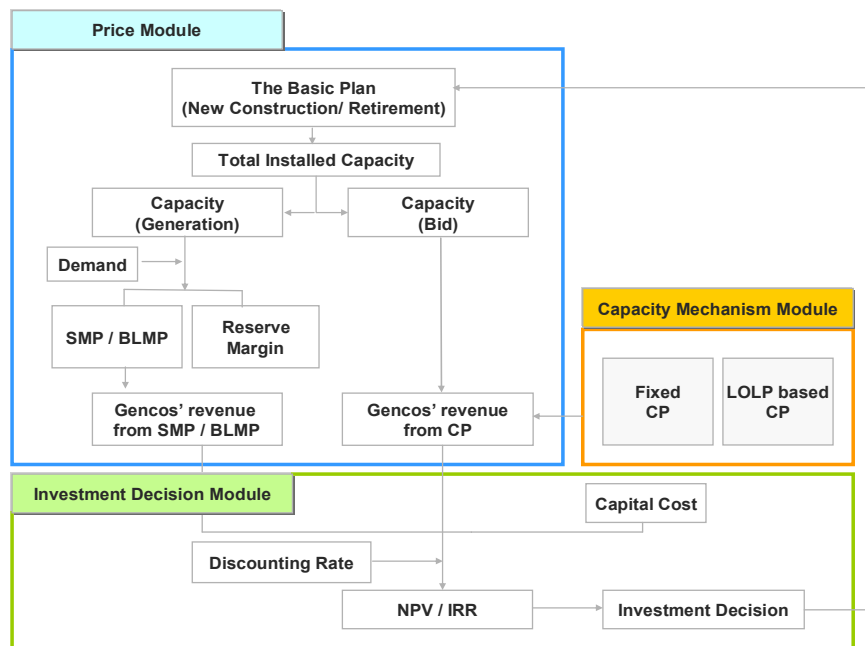 Price Module
The Basic Plan
(New Construction/ Retirement)
Total Installed Capacity
Capacity
(Generation)
Capacity
(Bid)
Demand
SMP / BLMP
Reserve
Margin
Gencos’ revenue
from SMP / BLMP
Gencos’ revenue
from CP
Capacity Mechanism Module
Fixed
CP
LOLP based
CP
Investment Decision Module
Capital Cost
Discounting Rate
NPV / IRR
Investment Decision